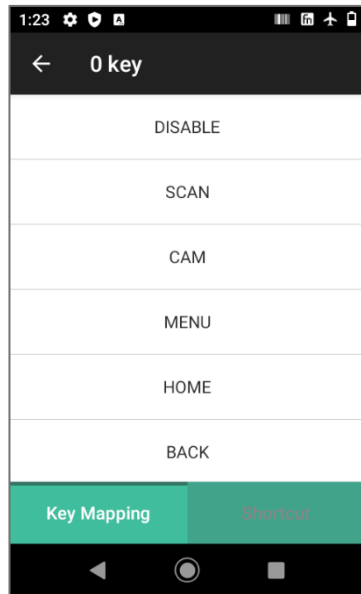 1:23
0 key
DISABLE
SCAN
CAM
MENU
HOME
BACK
Key Mapping Shortcut